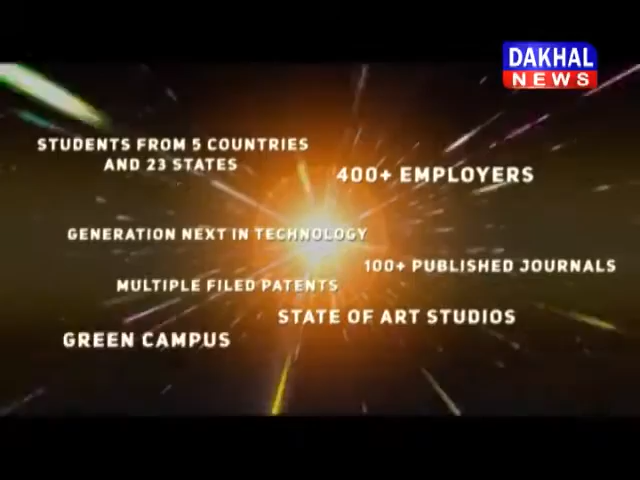 DAKHAL
NEWS
STUDENTS FROM 5 COUNTRIES
AND 23 STATES
400+ EMPLOYERS
GENERATION NEXT IN TECHNOLOGY
100+ PUBLISHED JOURNALS
MULTIPLE FILED PATENTS
STATE OF ART STUDIOS
GREEN CAMPUS